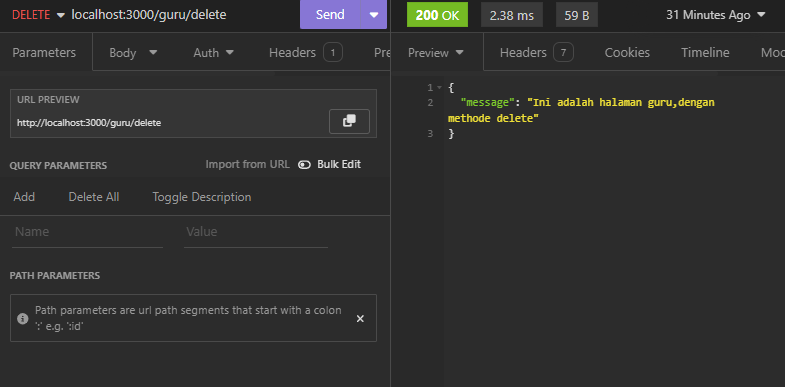 DELETE localhost:3000/guru/delete Send
Parameters Body Auth Headers 1 Pre
URL PREVIEW
http://localhost:3000/guru/delete
QUERY PARAMETERS Import from URL Bulk Edit
Add Delete All Toggle Description
Name Value
PATH PARAMETERS
Path parameters are url path segments that start with a colon
':' e.g. ':id'
200 OK 2.38 ms 59 B 31 Minutes Ago
Preview Headers 7 Cookies Timeline Moc
1 {
2 "message": "Ini adalah halaman guru,dengan
methode delete"
3 }